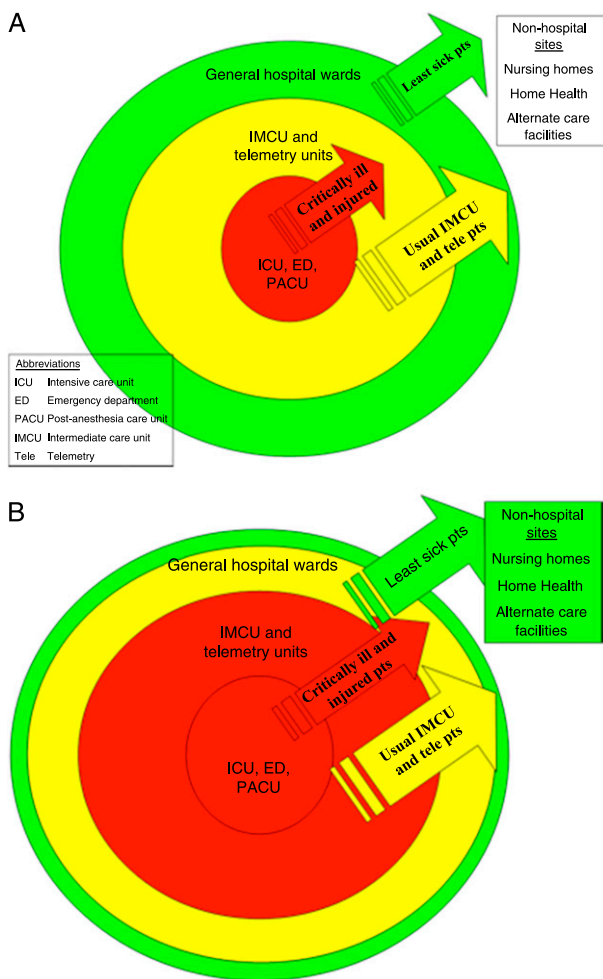 A
Non-hospital
sites
Nursing homes
Home Health
Alternate care
facilities
Least sick pts
General hospital wards
IMCU and
telemetry units
Critically ill
and injured
Usual IMCU
and tele pts
ICU, ED,
PACU
Abbreviations
ICU Intensive care unit
ED Emergency department
PACU Post-anesthesia care unit
IMCU Intermediate care unit
Tele Telemetry
B
Non-hospital
sites
Nursing homes
Home Health
Alternate care
facilities
Least sick pts
General hospital wards
IMCU and
telemetry units
Critically ill and
injured pts
Usual IMCU
and tele pts
ICU, ED,
PACU